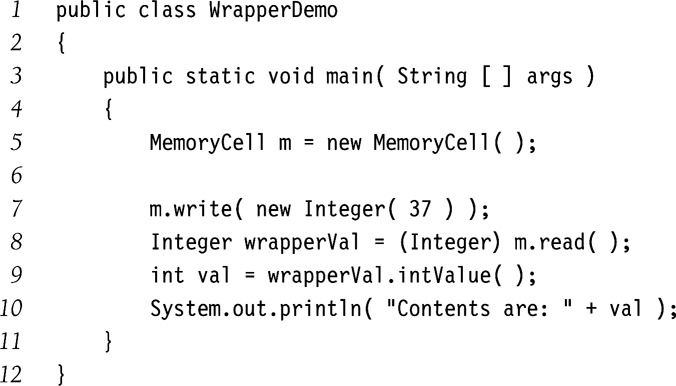 1 public class WrapperDemo
2 {
3     public static void main( String [ ] args )
4     {
5         MemoryCell m = new MemoryCell( );
6
7         m.write( new Integer( 37 ) );
8         Integer wrapperVal = (Integer) m.read( );
9         int val = wrapperVal.intValue( );
10         System.out.println( "Contents are: " + val );
11     }
12 }